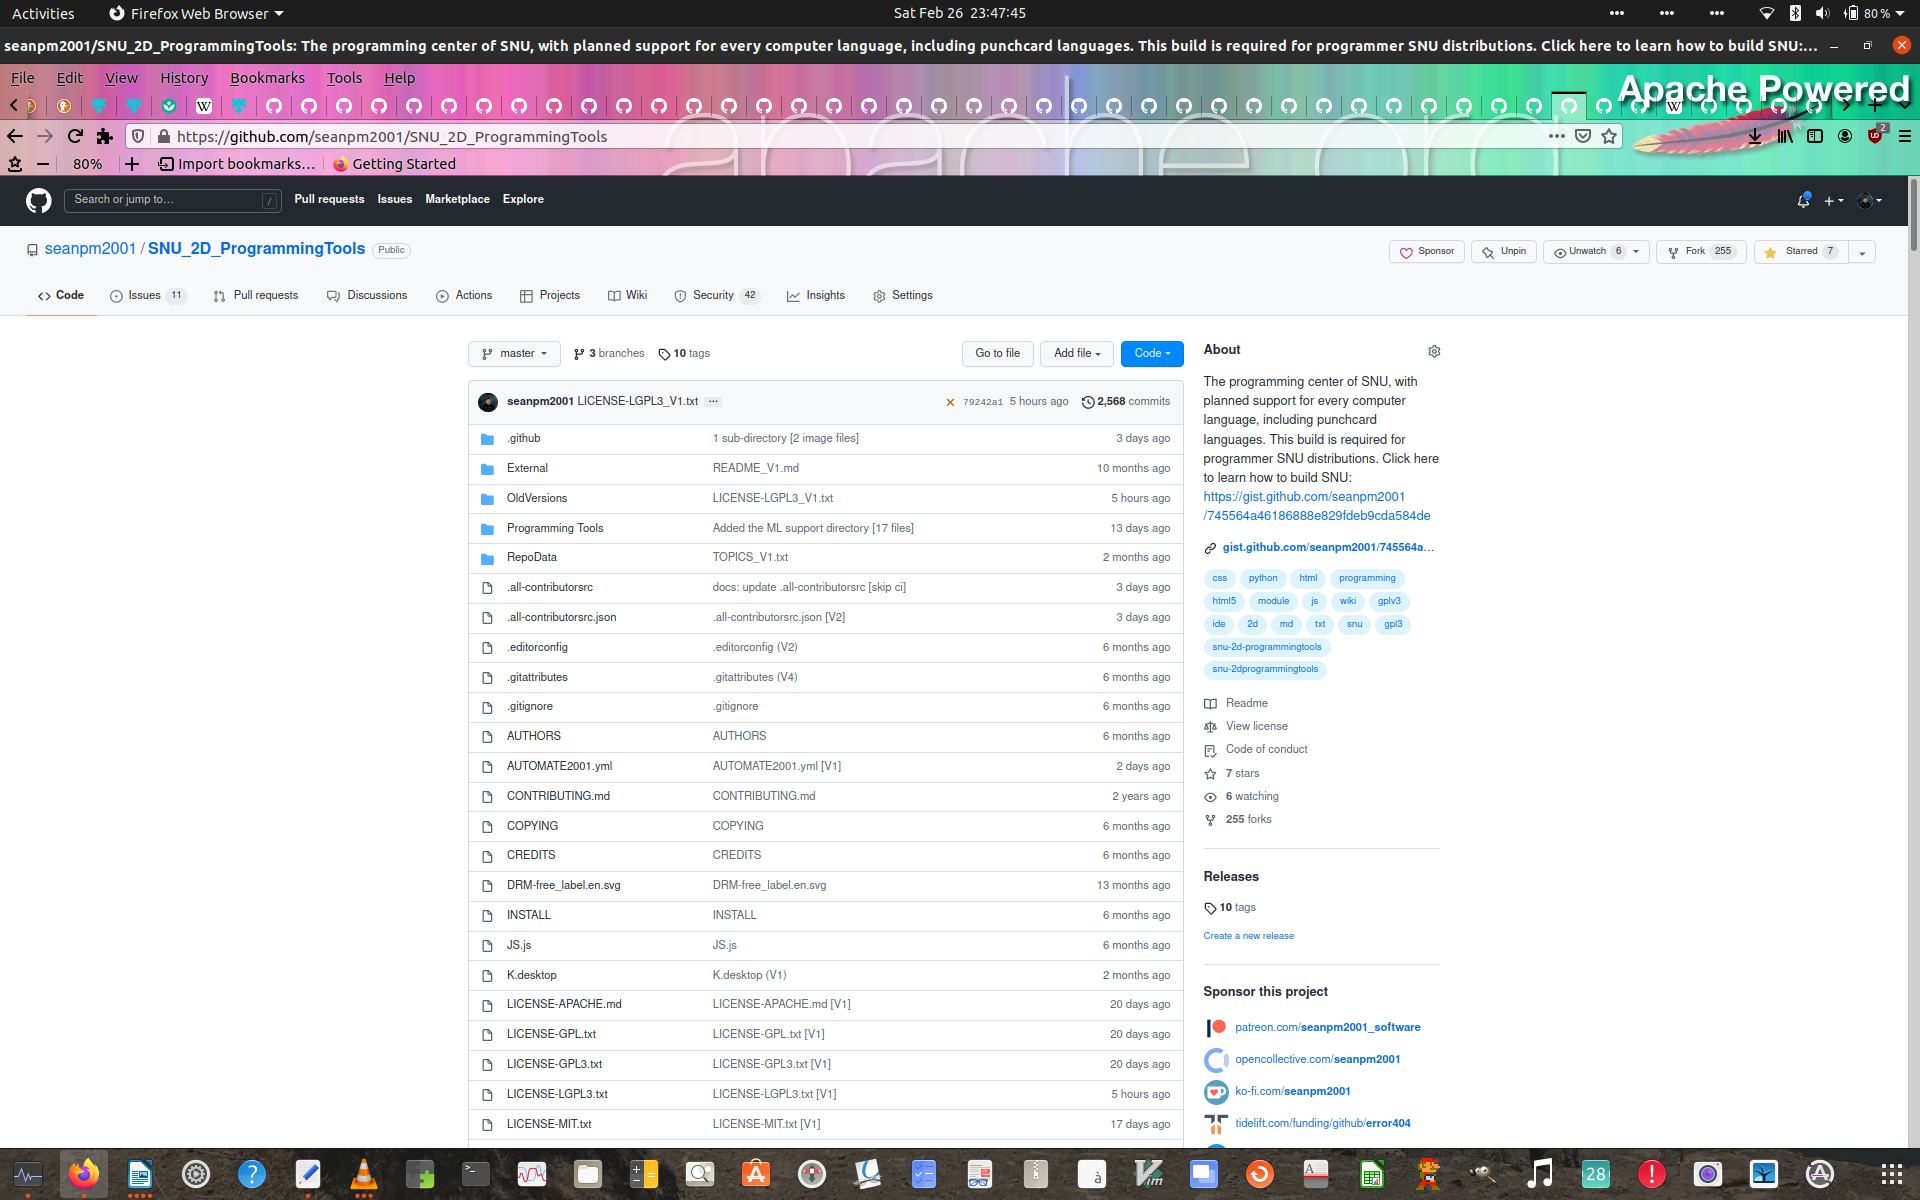 Activities Firefox Web Browser Sat Feb 26 23:47:45 80 %
seanpm2001/SNU_2D_ProgrammingTools: The programming center of SNU, with planned support for every computer language, including punchcard languages. This build is required for programmer SNU distributions. Click here to learn how to build SNU:...
File Edit View History Bookmarks Tools Help
Apache Powered
https://github.com/seanpm2001/SNU_2D_ProgrammingTools
2
80% Import bookmarks... Getting Started
Search or jump to... / Pull requests Issues Marketplace Explore
seanpm2001 / SNU_2D_ProgrammingTools Public
Sponsor Unpin Unwatch 6 Fork 255 Starred 7
Code Issues 11 Pull requests Discussions Actions Projects Wiki Security 42 Insights Settings
master 3 branches 10 tags Go to file Add file Code
seanpm2001 LICENSE-LGPL3_V1.txt ... 79242a1 5 hours ago 2,568 commits
.github 1 sub-directory [2 image files] 3 days ago
External README_V1.md 10 months ago
OldVersions LICENSE-LGPL3_V1.txt 5 hours ago
Programming Tools Added the ML support directory [17 files] 13 days ago
RepoData TOPICS_V1.txt 2 months ago
.all-contributorsrc docs: update .all-contributorsrc [skip ci] 3 days ago
.all-contributorsrc.json .all-contributorsrc.json [V2] 3 days ago
.editorconfig .editorconfig (V2) 6 months ago
.gitattributes .gitattributes (V4) 6 months ago
.gitignore .gitignore 6 months ago
AUTHORS AUTHORS 6 months ago
AUTOMATE2001.yml AUTOMATE2001.yml [V1] 2 days ago
CONTRIBUTING.md CONTRIBUTING.md 2 years ago
COPYING COPYING 6 months ago
CREDITS CREDITS 6 months ago
DRM-free_label.en.svg DRM-free_label.en.svg 13 months ago
INSTALL INSTALL 6 months ago
JS.js JS.js 6 months ago
K.desktop K.desktop (V1) 2 months ago
LICENSE-APACHE.md LICENSE-APACHE.md [V1] 20 days ago
LICENSE-GPL.txt LICENSE-GPL.txt [V1] 20 days ago
LICENSE-GPL3.txt LICENSE-GPL3.txt [V1] 20 days ago
LICENSE-LGPL3.txt LICENSE-LGPL3.txt [V1] 5 hours ago
LICENSE-MIT.txt LICENSE-MIT.txt [V1] 17 days ago
About
The programming center of SNU, with
planned support for every computer
language, including punchcard
languages. This build is required for
programmer SNU distributions. Click here
to learn how to build SNU:
https://gist.github.com/seanpm2001
/745564a46186888e829fdeb9cda584de
gist.github.com/seanpm2001/745564a...
css python html programming
html5 module js wiki gplv3
ide 2d md txt snu gpl3
snu-2d-programmingtools
snu-2dprogrammingtools
Readme
View license
Code of conduct
7 stars
6 watching
255 forks
Releases
10 tags
Create a new release
Sponsor this project
patreon.com/seanpm2001_software
opencollective.com/seanpm2001
ko-fi.com/seanpm2001
tidelift.com/funding/github/error404
28